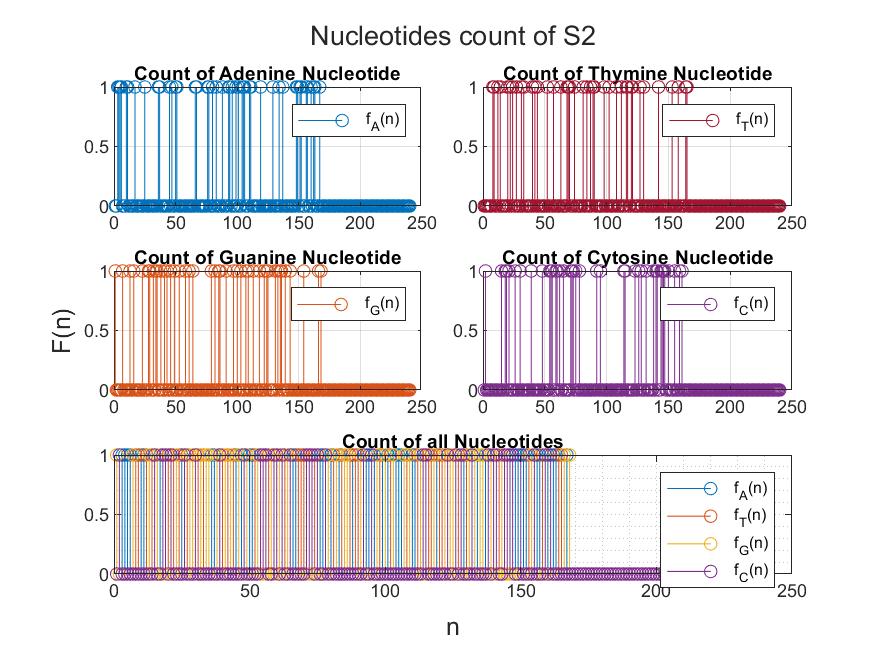 Nucleotides count of S2
Count of Adenine Nucleotide
1
0.5
0
0 50 100 150 200 250
f_A(n)
Count of Thymine Nucleotide
1
0.5
0
0 50 100 150 200 250
f_T(n)
Count of Guanine Nucleotide
1
0.5
0
0 50 100 150 200 250
f_G(n)
Count of Cytosine Nucleotide
1
0.5
0
0 50 100 150 200 250
f_C(n)
F(n)
Count of all Nucleotides
1
0.5
0
0 50 100 150 200 250
f_A(n)
f_T(n)
f_G(n)
f_C(n)
n